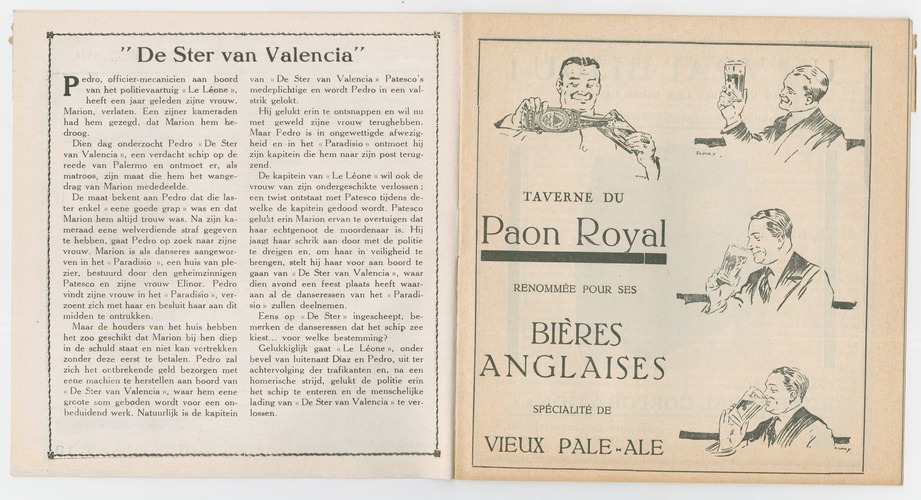 " De Ster van Valencia"
Pedro, officier-mecanicien aan boord
van het politievaartuig « Le Léone »,
heeft een jaar geleden zijne vrouw,
Marion, verlaten. Een zijner kameraden
had hem gezegd, dat Marion hem be-
droog.
Dien dag onderzocht Pedro « De Ster
van Valencia », een verdacht schip op de
reede van Palermo en ontmoet er, als
matroos, zijn maat die hem het wange-
drag van Marion mededeelde.
De maat bekent aan Pedro dat die las-
ter enkel « eene goede grap » was en dat
Marion hem altijd trouw was. Na zijn ka-
meraad eene welverdiende straf gegeven
te hebben, gaat Pedro op zoek naar zijne
vrouw. Marion is als danseres aangewor-
ven in het « Paradisio », een huis van ple-
zier, bestuurd door den geheimzinnigen
Patesco en zijne vrouw Elinor. Pedro
vindt zijne vrouw in het « Paradisio », ver-
zoent zich met haar en besluit haar aan dit
midden te ontrukken.
Maar de houders van het huis hebben
het zoo geschikt dat Marion bij hen diep
in de schuld staat en niet kan vertrekken
zonder deze eerst te betalen. Pedro zal
zich het ontbrekende geld bezorgen met
eene machien te herstellen aan boord van
« De Ster van Valencia », waar hem eene
groote som geboden wordt voor een on-
beduidend werk. Natuurlijk is de kapitein
van « De Ster van Valencia » Patesco's
medeplichtige en wordt Pedro in een val-
strik gelokt.
Hij gelukt erin te ontsnappen en wil nu
met geweld zijne vrouw terughebben.
Maar Pedro is in ongewettigde afwezig-
heid en in het « Paradisio » ontmoet hij
zijn kapitein die hem naar zijn post terug-
zend.
De kapitein van « Le Léone » wil ook de
vrouw van zijn ondergeschikte verlossen ;
een twist ontstaat met Patesco tijdens de-
welke de kapitein gedood wordt. Patesco
gelukt erin Marion ervan te overtuigen dat
haar echtgenoot de moordenaar is. Hij
jaagt haar schrik aan door met de politie
te dreigen en, om haar in veiligheid te
brengen, stelt hij haar voor aan boord te
gaan van « De Ster van Valencia », waar
dien avond een feest plaats heeft waar-
aan al de danseressen van het « Paradi-
sio » zullen deelnemen.
Eens op « De Ster » ingescheept, be-
merken de danseressen dat het schip zee
kiest... voor welke bestemming?
Gelukkiglijk gaat « Le Léone », onder
bevel van luitenant Diaz en Pedro, uit ter
achtervolging der trafikanten en, na een
homerische strijd, gelukt de politie erin
het schip te enteren en de menschelijke
lading van « De Ster van Valencia » te ver-
lossen.
TAVERNE DU
Paon Royal
RENOMMÉE POUR SES
BIÈRES
ANGLAISES
SPÉCIALITÉ DE
VIEUX PALE-ALE